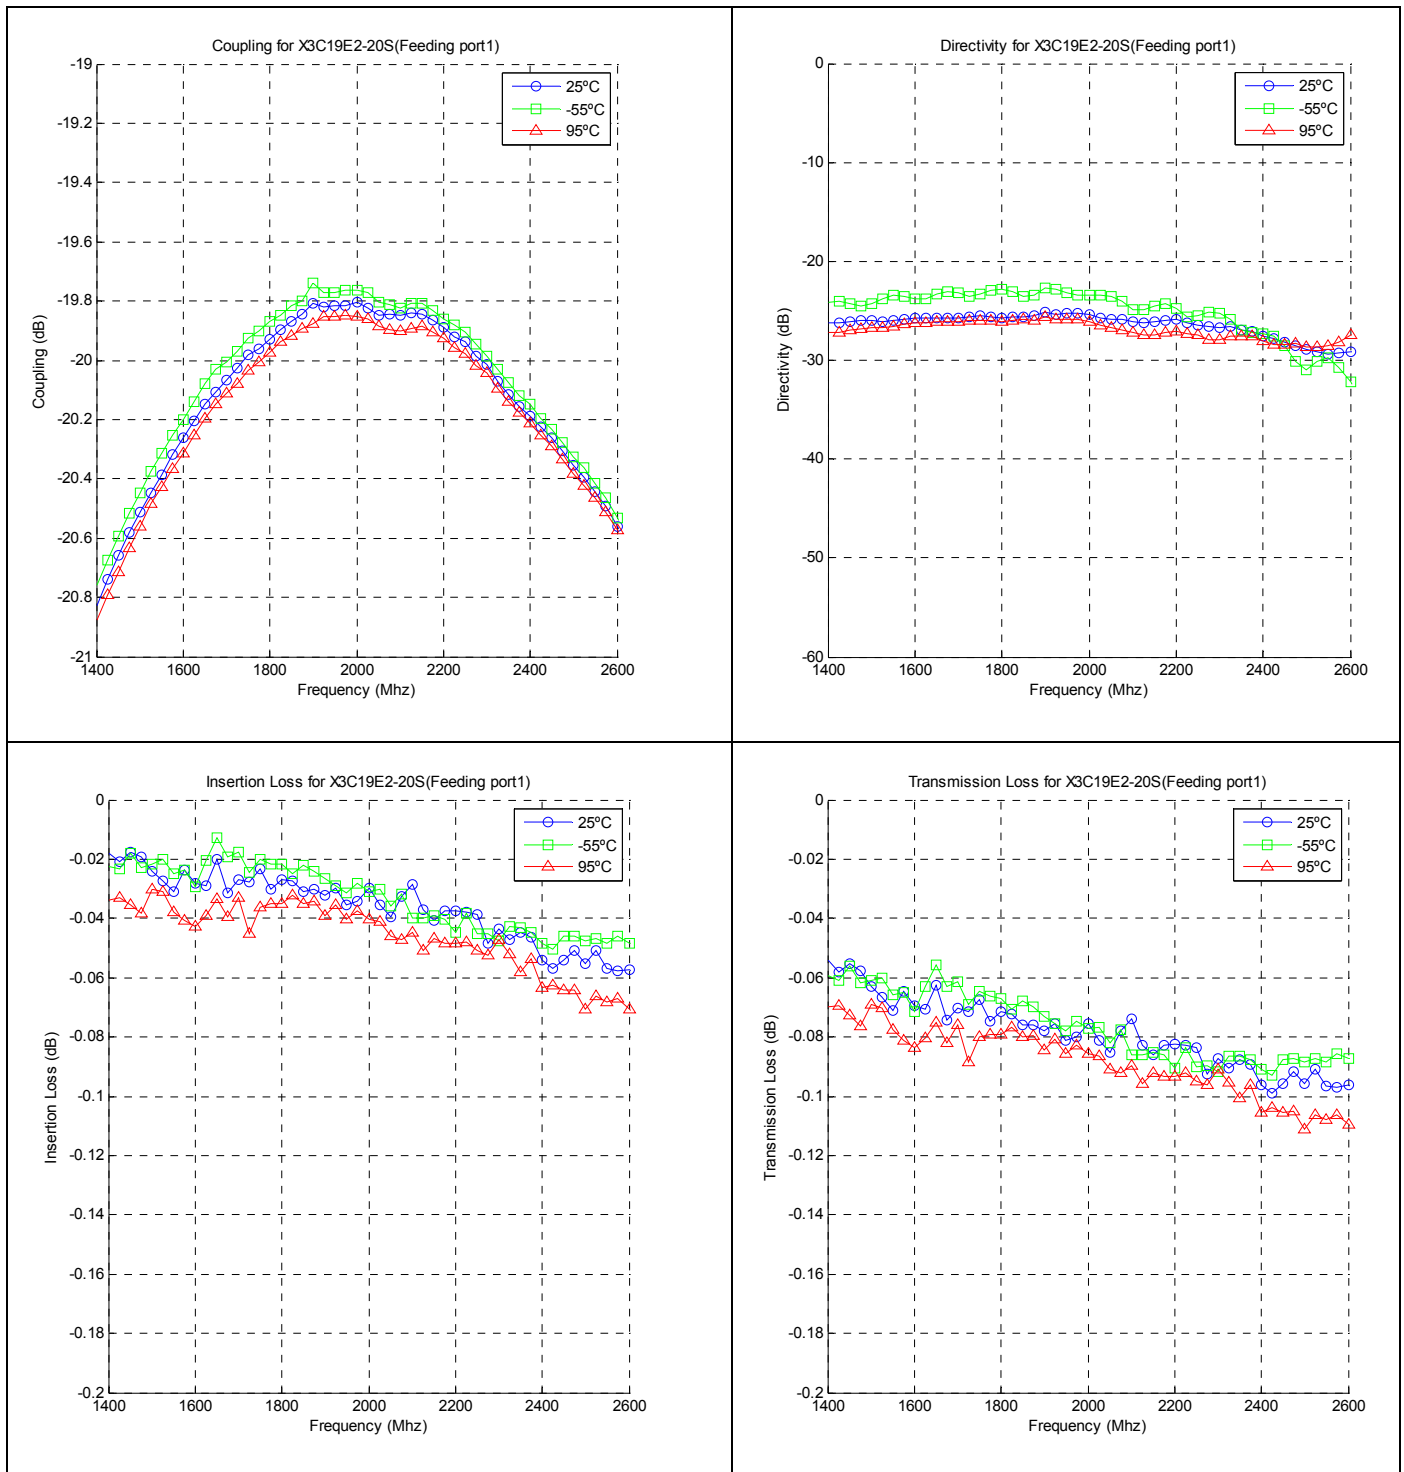 Coupling for X3C19E2-20S(Feeding port1)
-19
-19.2
-19.4
-19.6
-19.8
-20
-20.2
-20.4
-20.6
-20.8
-21
Coupling (dB)
25ºC
-55ºC
95ºC
1400 1600 1800 2000 2200 2400 2600
Frequency (Mhz)
Directivity for X3C19E2-20S(Feeding port1)
0
-10
-20
-30
-40
-50
-60
Directivity (dB)
25ºC
-55ºC
95ºC
1400 1600 1800 2000 2200 2400 2600
Frequency (Mhz)
Insertion Loss for X3C19E2-20S(Feeding port1)
0
-0.02
-0.04
-0.06
-0.08
-0.1
-0.12
-0.14
-0.16
-0.18
-0.2
Insertion Loss (dB)
25ºC
-55ºC
95ºC
1400 1600 1800 2000 2200 2400 2600
Frequency (Mhz)
Transmission Loss for X3C19E2-20S(Feeding port1)
0
-0.02
-0.04
-0.06
-0.08
-0.1
-0.12
-0.14
-0.16
-0.18
-0.2
Transmission Loss (dB)
25ºC
-55ºC
95ºC
1400 1600 1800 2000 2200 2400 2600
Frequency (Mhz)